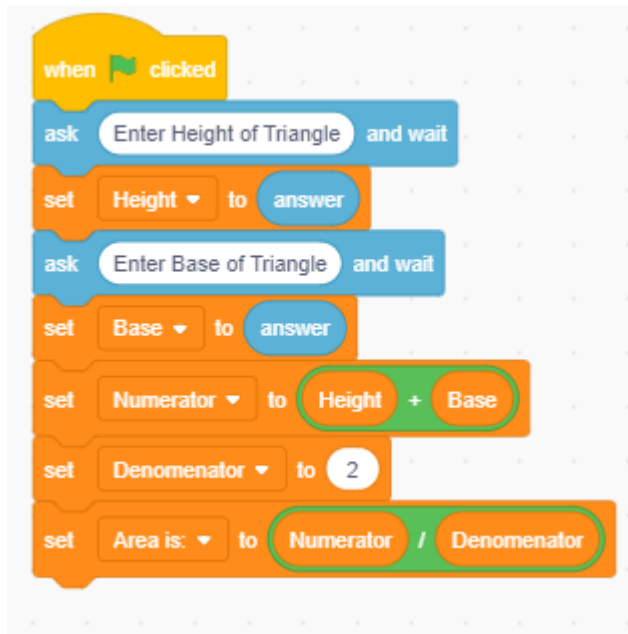 when clicked
ask Enter Height of Triangle and wait
set Height to answer
ask Enter Base of Triangle and wait
set Base to answer
set Numerator to Height + Base
set Denomenator to 2
set Area is: to Numerator / Denomenator